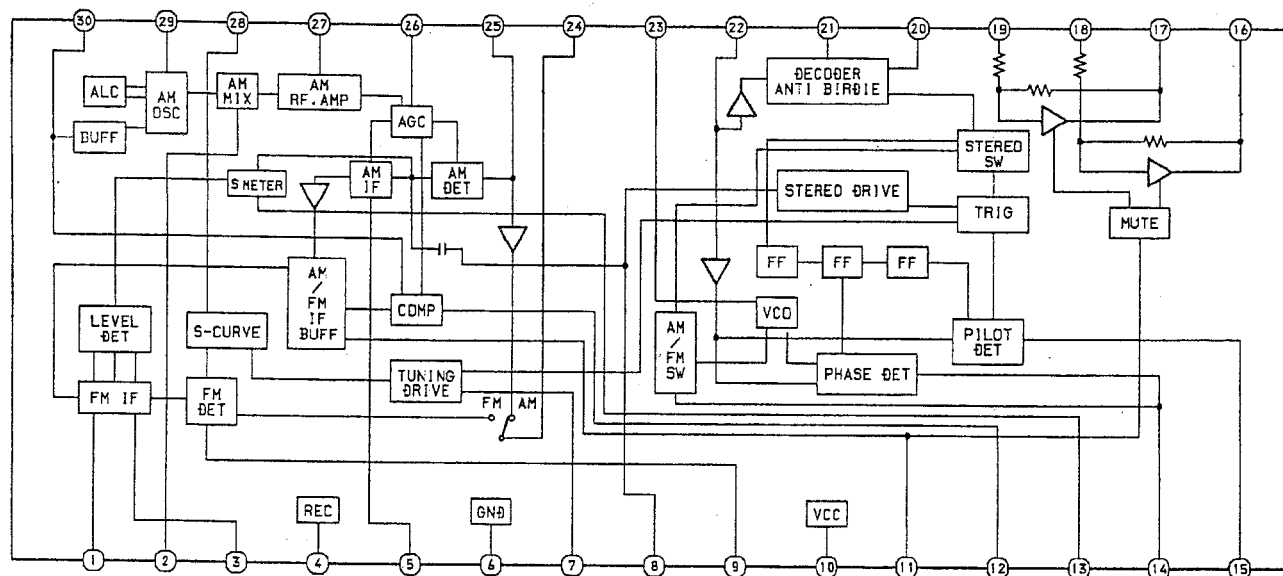 30 29 28 27 26 25 24 23 22 21 20 19 18 17 16
ALC
AM
OSC
BUFF
AM
MIX
AM
RF.AMP
AGC
DECODER
ANTI BIRDIE
S METER
AM
IF
AM
DET
STEREO
SW
STEREO DRIVE
TRIG
MUTE
FF
FF
FF
LEVEL
DET
S-CURVE
AM
/
FM
IF
BUFF
COMP
AM
/
FM
SW
VCO
PILOT
DET
PHASE DET
FM IF
FM
DET
TUNING
DRIVE
FM AM
REC
GND
VCC
1 2 3 4 5 6 7 8 9 10 11 12 13 14 15